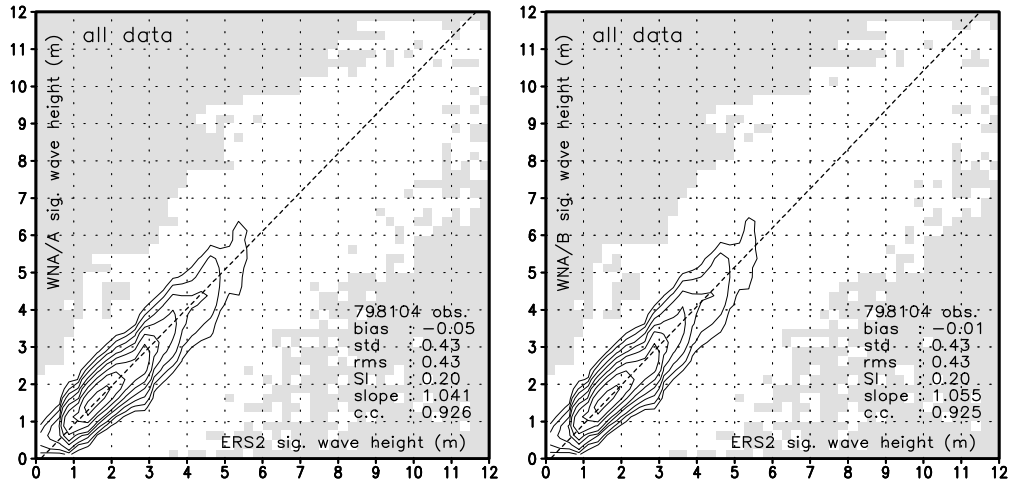 all data
WNA/A sig. wave height (m)
12
11
10
9
8
7
6
5
4
3
2
1
0
798104 obs.
bias : -0.05
std : 0.43
rms : 0.43
SI : 0.20
slope : 1.041
c.c. : 0.926
ERS2 sig. wave height (m)
0 1 2 3 4 5 6 7 8 9 10 11 12
all data
WNA/B sig. wave height (m)
12
11
10
9
8
7
6
5
4
3
2
1
0
798104 obs.
bias : -0.01
std : 0.43
rms : 0.43
SI : 0.20
slope : 1.055
c.c. : 0.925
ERS2 sig. wave height (m)
0 1 2 3 4 5 6 7 8 9 10 11 12